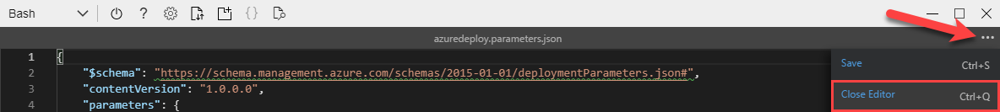 Bash
azuredeploy.parameters.json
1 {
2 "$schema": "https://schema.management.azure.com/schemas/2015-01-01/deploymentParameters.json#",
3 "contentVersion": "1.0.0.0",
4 "parameters": {
Save Ctrl+S
Close Editor Ctrl+Q